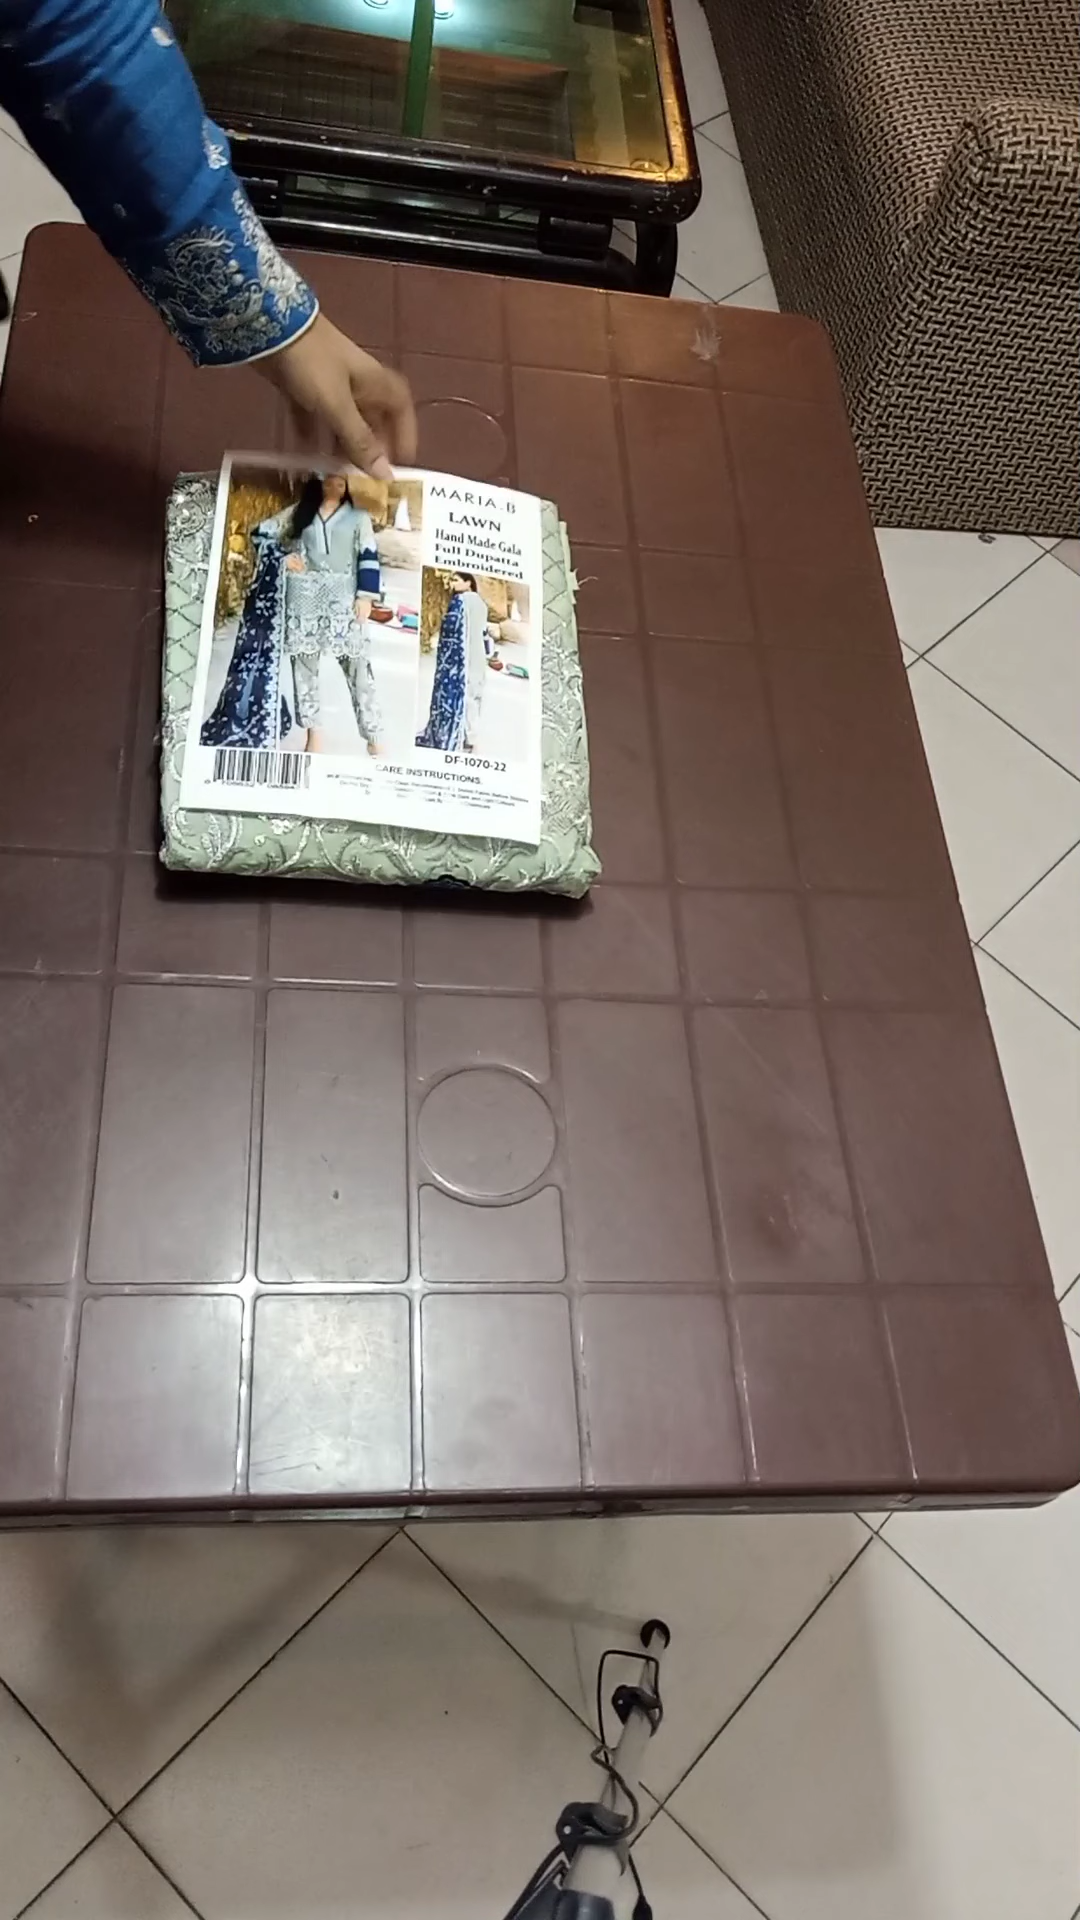 MARIA.B
LAWN
Hand Made Gala
Full Dupatta
Embroidered
DF-1070-22
CARE INSTRUCTIONS: